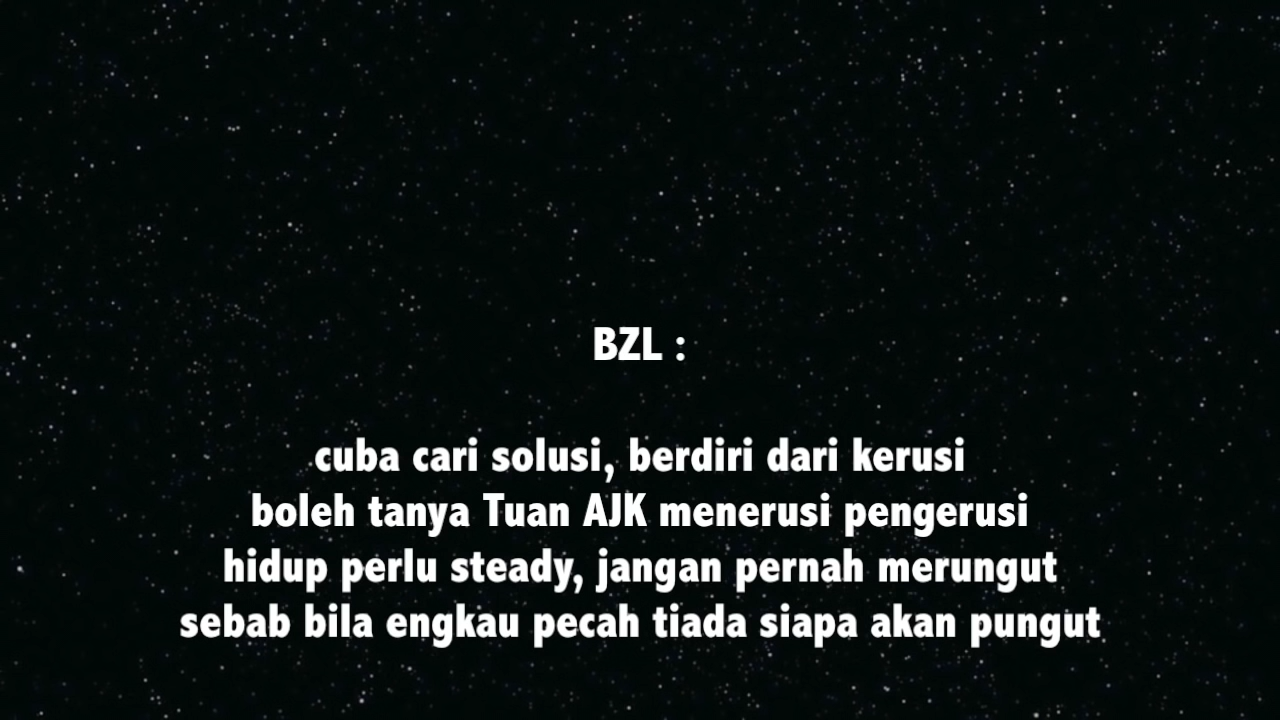 BZL :
cuba cari solusi, berdiri dari kerusi
boleh tanya Tuan AJK menerusi pengerusi
hidup perlu steady, jangan pernah merungut
sebab bila engkau pecah tiada siapa akan pungut